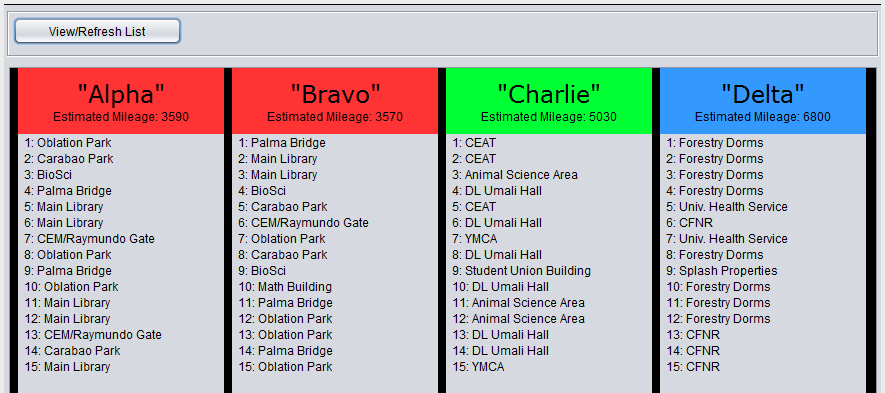 View/Refresh List
"Alpha"
Estimated Mileage: 3590
1: Oblation Park
2: Carabao Park
3: BioSci
4: Palma Bridge
5: Main Library
6: Main Library
7: CEM/Raymundo Gate
8: Oblation Park
9: Palma Bridge
10: Oblation Park
11: Main Library
12: Main Library
13: CEM/Raymundo Gate
14: Carabao Park
15: Main Library
"Bravo"
Estimated Mileage: 3570
1: Palma Bridge
2: Main Library
3: Main Library
4: BioSci
5: Carabao Park
6: CEM/Raymundo Gate
7: Oblation Park
8: Carabao Park
9: BioSci
10: Math Building
11: Palma Bridge
12: Oblation Park
13: Oblation Park
14: Palma Bridge
15: Oblation Park
"Charlie"
Estimated Mileage: 5030
1: CEAT
2: CEAT
3: Animal Science Area
4: DL Umali Hall
5: CEAT
6: DL Umali Hall
7: YMCA
8: DL Umali Hall
9: Student Union Building
10: DL Umali Hall
11: Animal Science Area
12: Animal Science Area
13: DL Umali Hall
14: DL Umali Hall
15: YMCA
"Delta"
Estimated Mileage: 6800
1: Forestry Dorms
2: Forestry Dorms
3: Forestry Dorms
4: Forestry Dorms
5: Univ. Health Service
6: CFNR
7: Univ. Health Service
8: Forestry Dorms
9: Splash Properties
10: Forestry Dorms
11: Forestry Dorms
12: Forestry Dorms
13: CFNR
14: CFNR
15: CFNR